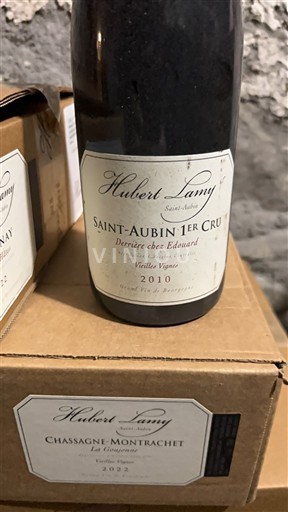 Hubert Lamy
Saint-Aubin
SAINT-AUBIN 1ER CRU
Derrière chez Edouard
Vieilles Vignes
2010
Grand Vin de Bourgogne
NAY
Hubert Lamy
Saint-Aubin
CHASSAGNE-MONTRACHET
La Goujonne
Vieilles Vignes
2022